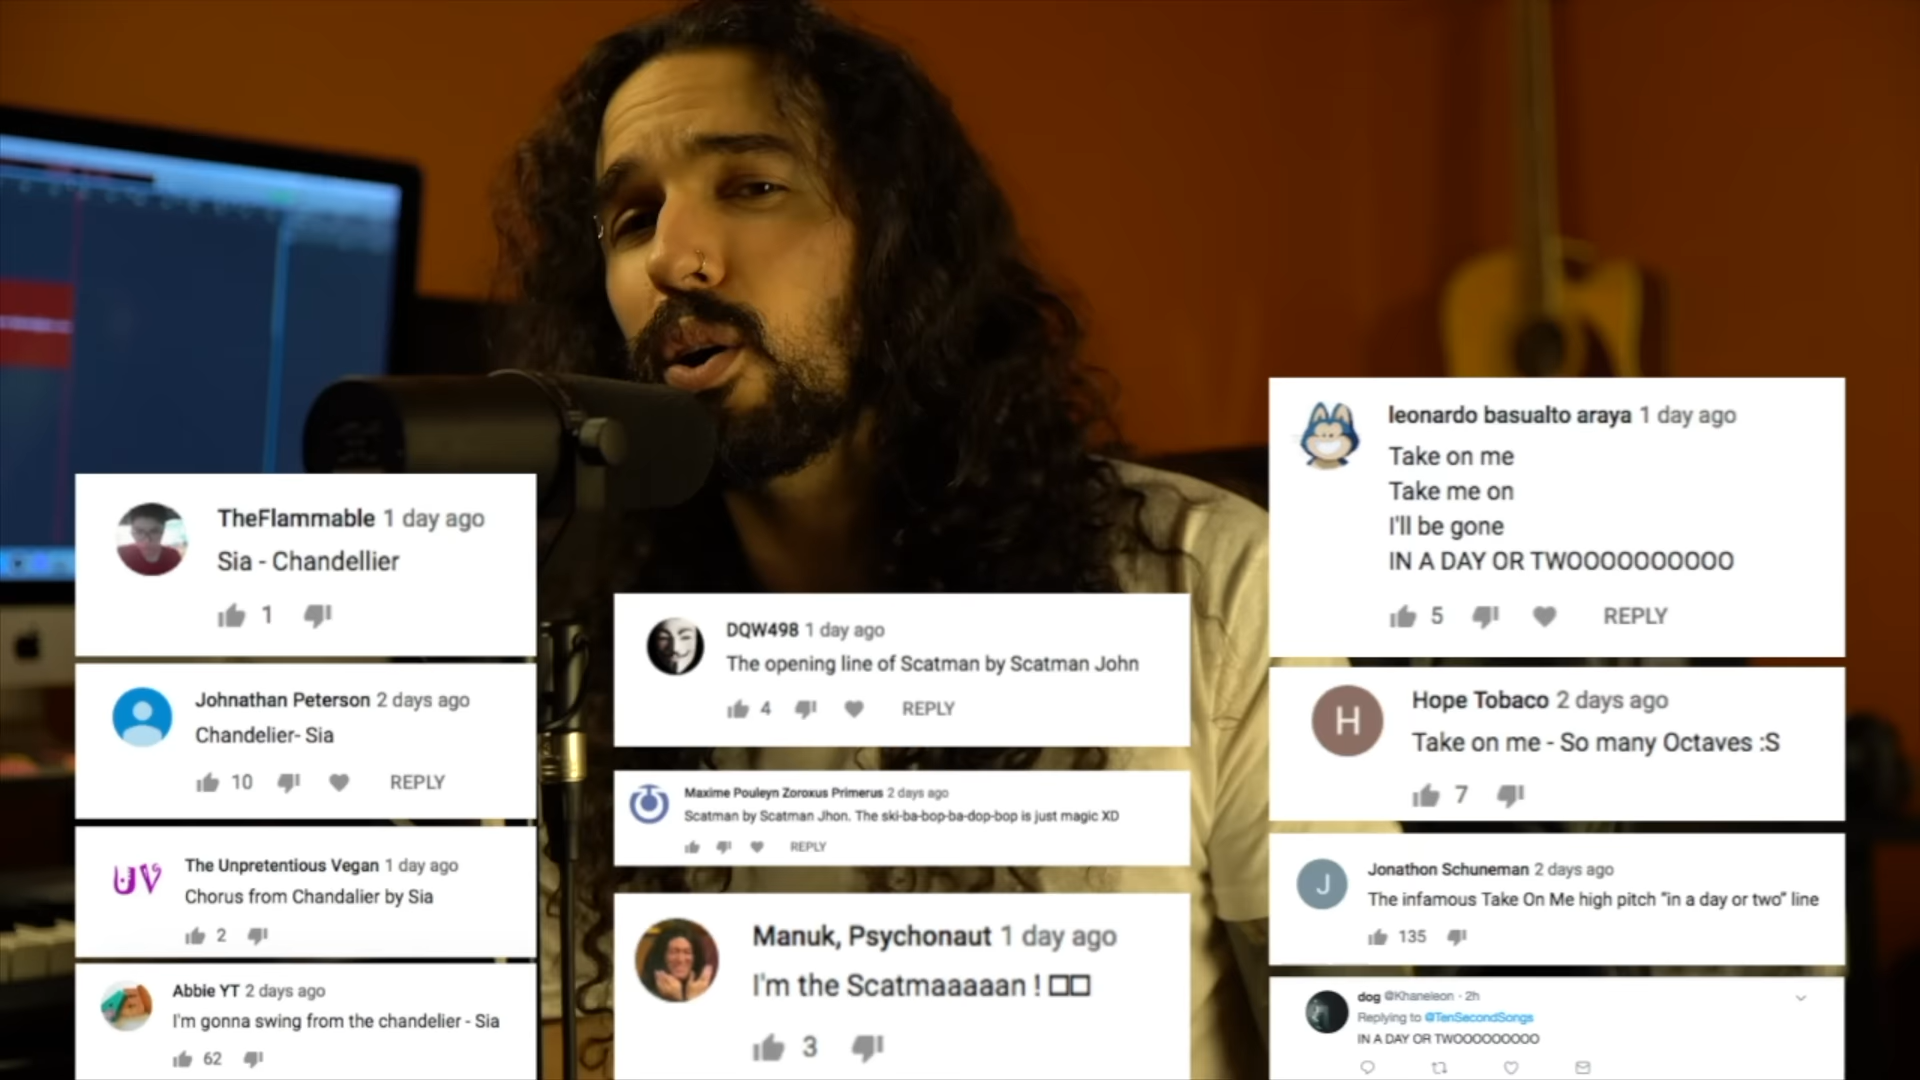 TheFlammable 1 day ago
Sia - Chandellier
1
Johnathan Peterson 2 days ago
Chandelier- Sia
10 REPLY
UV
The Unpretentious Vegan 1 day ago
Chorus from Chandalier by Sia
2
Abbie YT 2 days ago
I'm gonna swing from the chandelier - Sia
62
DQW498 1 day ago
The opening line of Scatman by Scatman John
4 REPLY
Maxime Pouleyn Zoroxus Primerus 2 days ago
Scatman by Scatman Jhon. The ski-ba-bop-ba-dop-bop is just magic XD
REPLY
Manuk, Psychonaut 1 day ago
I'm the Scatmaaaaan ! □□
3
leonardo basualto araya 1 day ago
Take on me
Take me on
I'll be gone
IN A DAY OR TWOOOOOOOOOO
5 REPLY
H
Hope Tobaco 2 days ago
Take on me - So many Octaves :S
7
J
Jonathon Schuneman 2 days ago
The infamous Take On Me high pitch "in a day or two" line
135
dog @Khaneleon · 2h
Replying to @TenSecondSongs
IN A DAY OR TWOOOOOOOOO